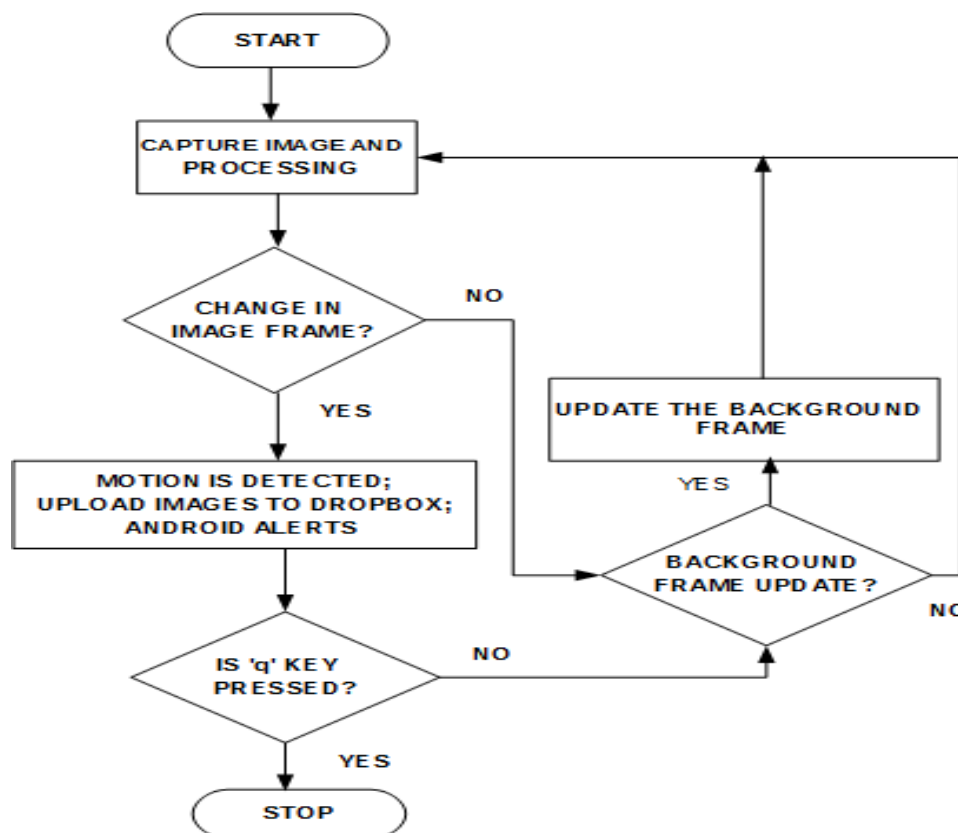 START
CAPTURE IMAGE AND
PROCESSING
CHANGE IN
IMAGE FRAME?
NO
YES
UPDATE THE BACKGROUND
FRAME
MOTION IS DETECTED;
UPLOAD IMAGES TO DROPBOX;
ANDROID ALERTS
YES
BACKGROUND
FRAME UPDATE?
NO
IS 'q' KEY
PRESSED?
NO
YES
STOP